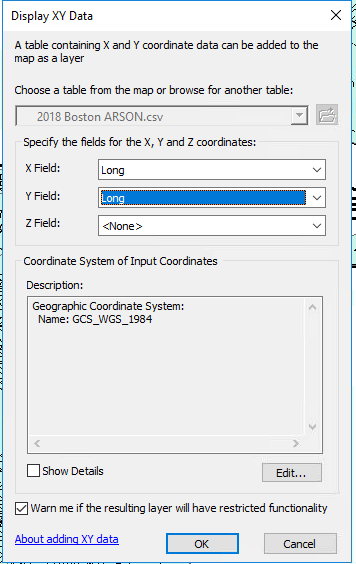 Display XY Data
A table containing X and Y coordinate data can be added to the
map as a layer
Choose a table from the map or browse for another table:
2018 Boston ARSON.csv
Specify the fields for the X, Y and Z coordinates:
X Field: Long
Y Field: Long
Z Field: <None>
Coordinate System of Input Coordinates
Description:
Geographic Coordinate System:
Name: GCS_WGS_1984
Show Details Edit...
Warn me if the resulting layer will have restricted functionality
About adding XY data OK Cancel